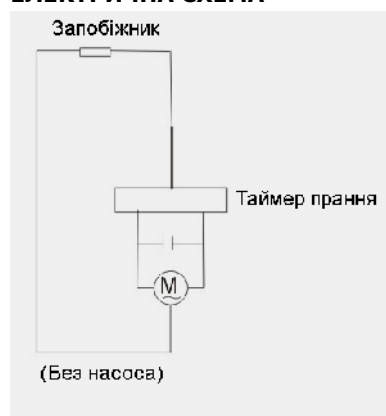 ЕЛЕКТРИЧНА СХЕМА
Запобіжник
Таймер прання
M
(Без насоса)